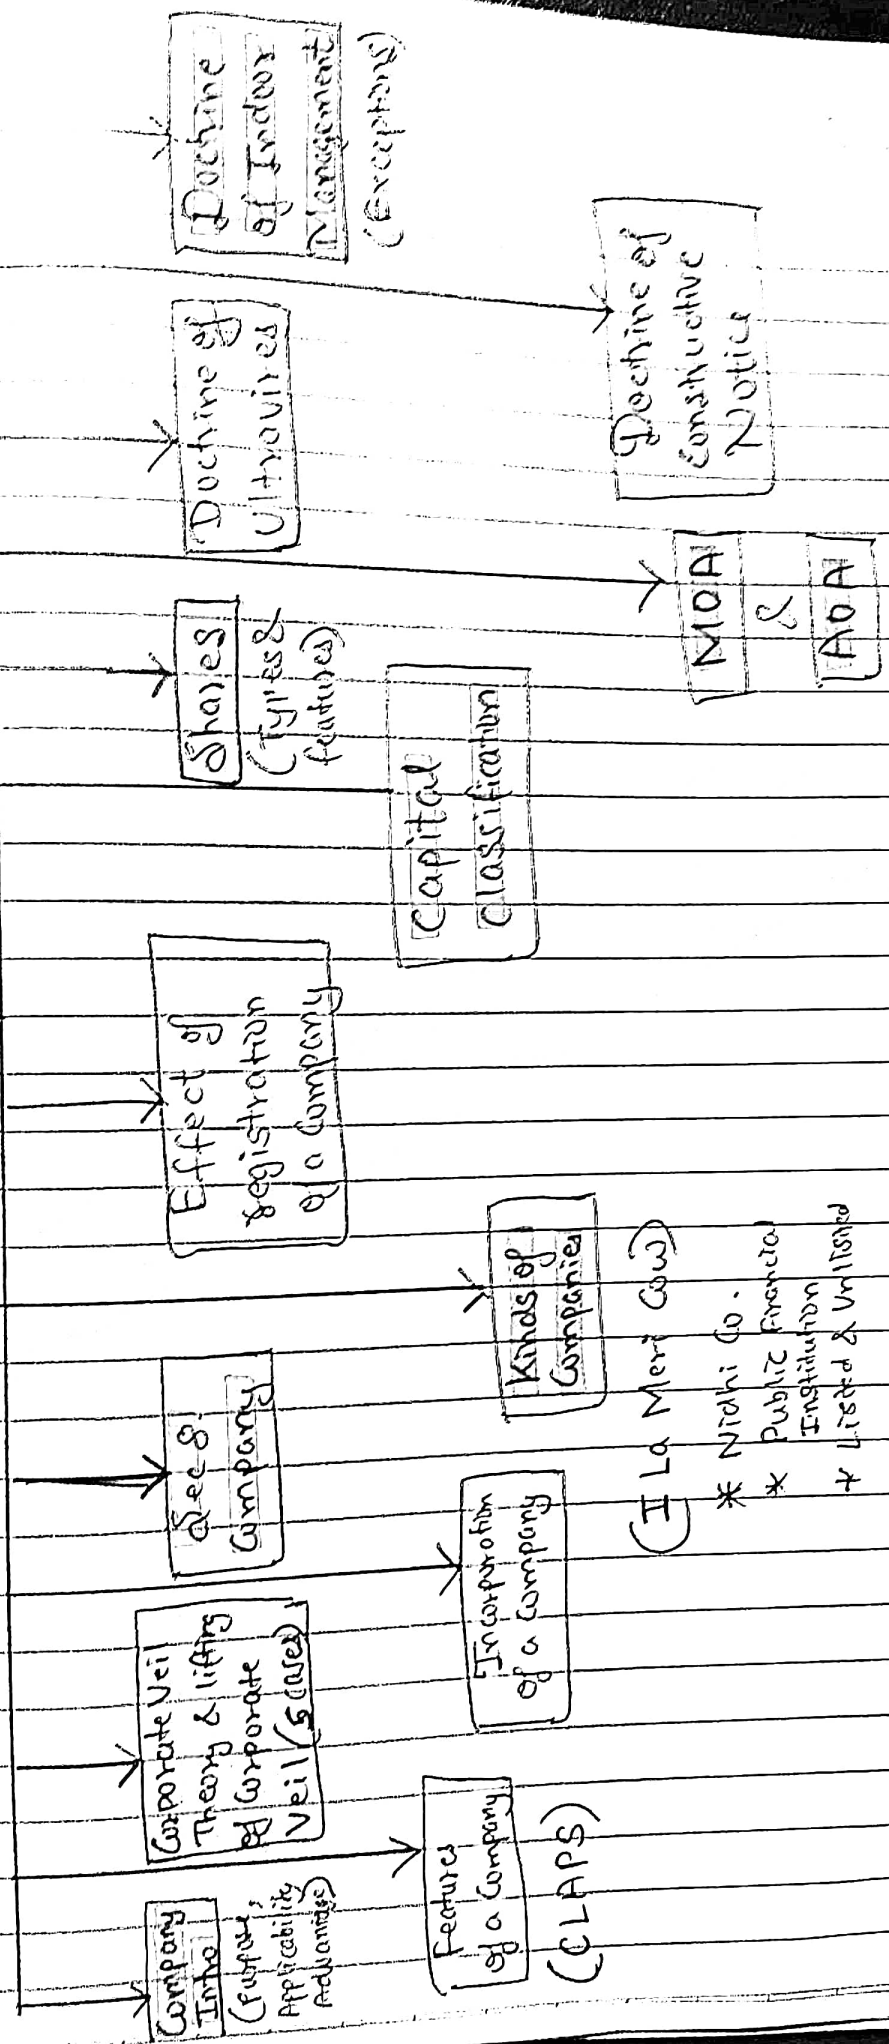 Company
Intro
(Purpose,
Applicability
Advantage)
Features
of a Company
(CLAPS)
Corporate Veil
Theory & lifting
of Corporate
Veil (5 cases)
Incorporation
of a Company
Sec 8
Company
Kinds of
Companies
(I La Meri Cow)
* Nidhi Co.
* Public Financial
Institution
* Listed & Unlisted
Effect of
registration
of a Company
Capital
classification
Shares
(Types &
features)
MOA
&
AOA
Doctrine of
Ultravires
Doctrine of
Constructive
Notice
Doctrine
of Indoor
Management
(Exceptions)